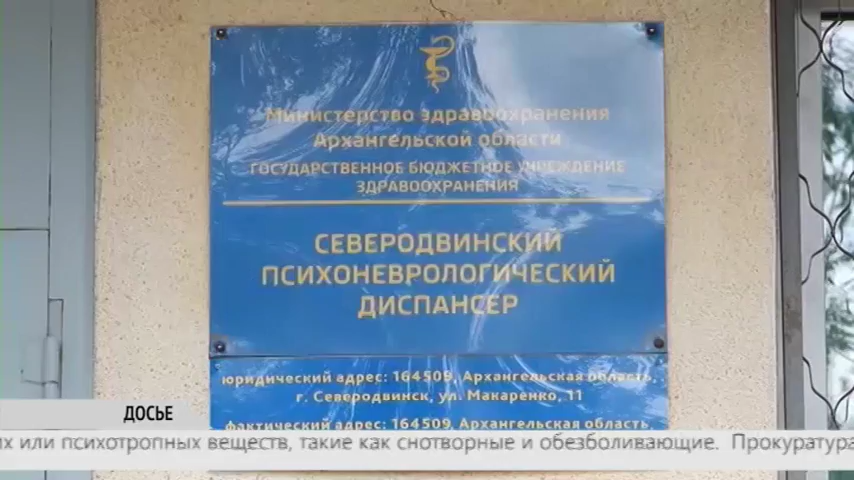 Министерство здравоохранения
Архангельской области
ГОСУДАРСТВЕННОЕ БЮДЖЕТНОЕ УЧРЕЖДЕНИЕ
ЗДРАВООХРАНЕНИЯ
СЕВЕРОДВИНСКИЙ
ПСИХОНЕВРОЛОГИЧЕСКИЙ
ДИСПАНСЕР
юридический адрес: 164509, Архангельская область,
г. Северодвинск, ул. Макаренко, 11
фактический адрес: 164509, Архангельская область,
ДОСЬЕ
их или психотропных веществ, такие как снотворные и обезболивающие. Прокуратура